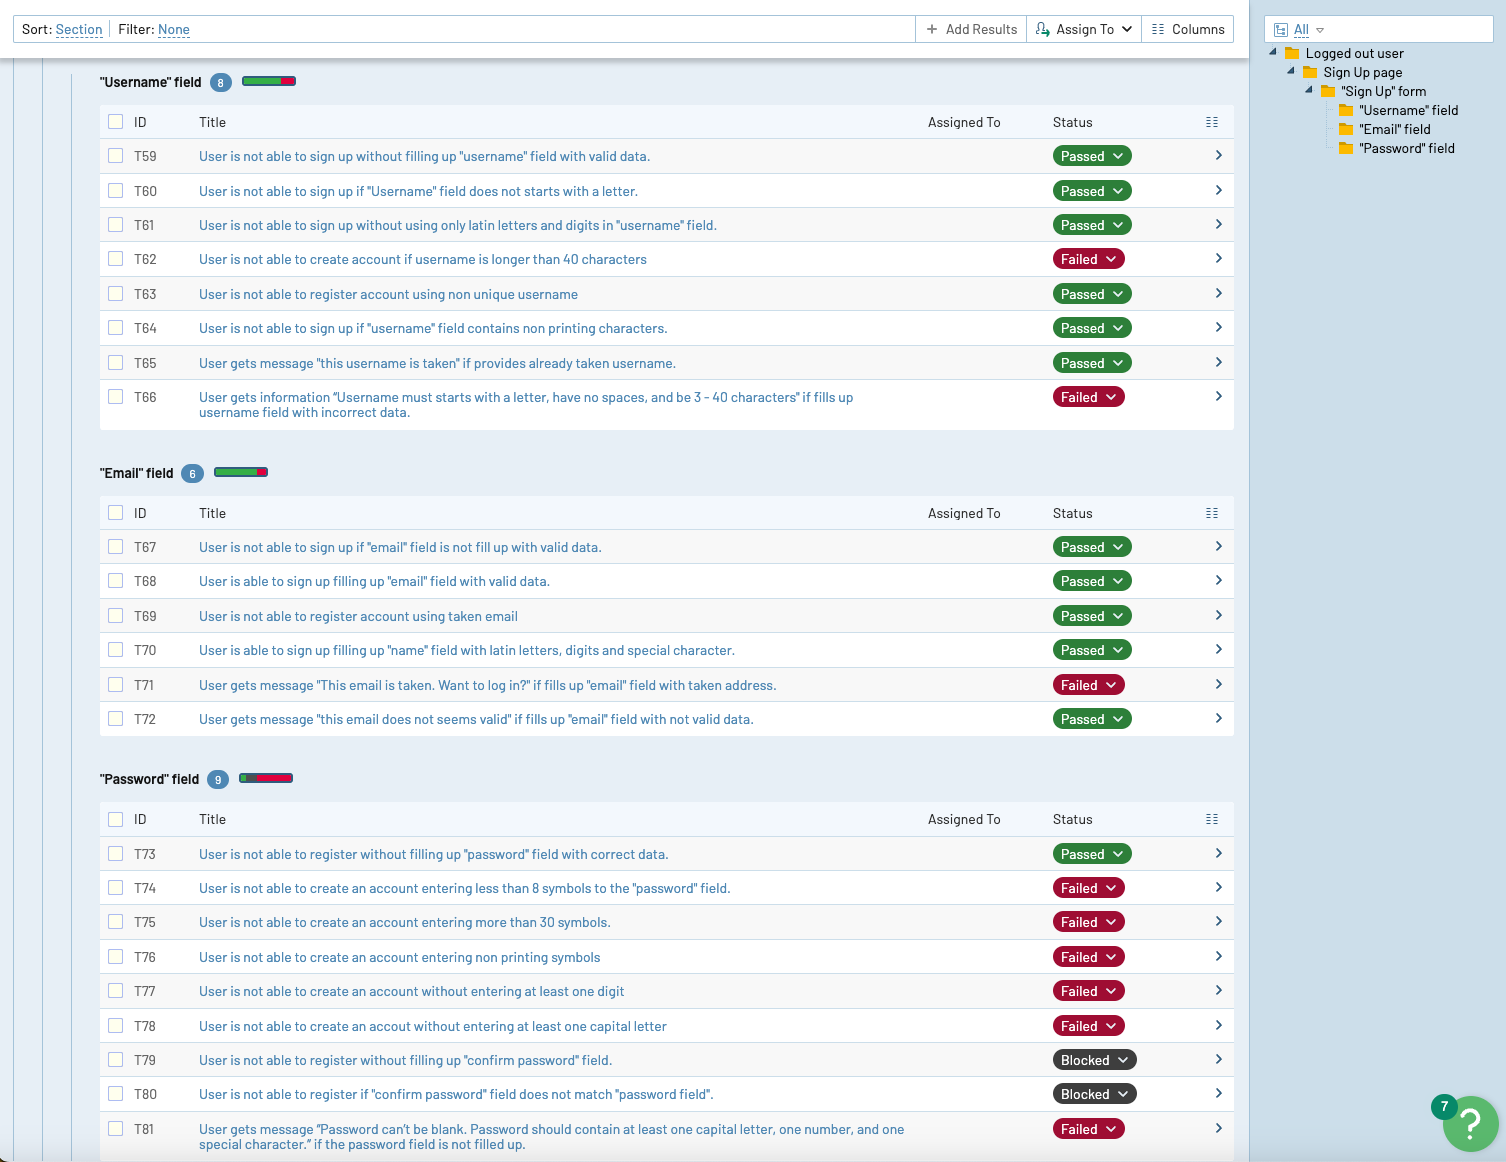 Sort: Section Filter: None + Add Results Assign To Columns
All
Logged out user
Sign Up page
"Sign Up" form
"Username" field
"Email" field
"Password" field
"Username" field 8
ID Title Assigned To Status
T59 User is not able to sign up without filling up "username" field with valid data. Passed
T60 User is not able to sign up if "Username" field does not starts with a letter. Passed
T61 User is not able to sign up without using only latin letters and digits in "username" field. Passed
T62 User is not able to create account if username is longer than 40 characters Failed
T63 User is not able to register account using non unique username Passed
T64 User is not able to sign up if "username" field contains non printing characters. Passed
T65 User gets message "this username is taken" if provides already taken username. Passed
T66 User gets information “Username must starts with a letter, have no spaces, and be 3 - 40 characters" if fills up Failed
username field with incorrect data.
"Email" field 6
ID Title Assigned To Status
T67 User is not able to sign up if "email" field is not fill up with valid data. Passed
T68 User is able to sign up filling up "email" field with valid data. Passed
T69 User is not able to register account using taken email Passed
T70 User is able to sign up filling up "name" field with latin letters, digits and special character. Passed
T71 User gets message "This email is taken. Want to log in?" if fills up "email" field with taken address. Failed
T72 User gets message "this email does not seems valid" if fills up "email" field with not valid data. Passed
"Password" field 9
ID Title Assigned To Status
T73 User is not able to register without filling up "password" field with correct data. Passed
T74 User is not able to create an account entering less than 8 symbols to the "password" field. Failed
T75 User is not able to create an account entering more than 30 symbols. Failed
T76 User is not able to create an account entering non printing symbols Failed
T77 User is not able to create an account without entering at least one digit Failed
T78 User is not able to create an accout without entering at least one capital letter Failed
T79 User is not able to register without filling up "confirm password" field. Blocked
T80 User is not able to register if "confirm password" field does not match "password field". Blocked
T81 User gets message “Password can’t be blank. Password should contain at least one capital letter, one number, and one Failed
special character.” if the password field is not filled up.
7
?